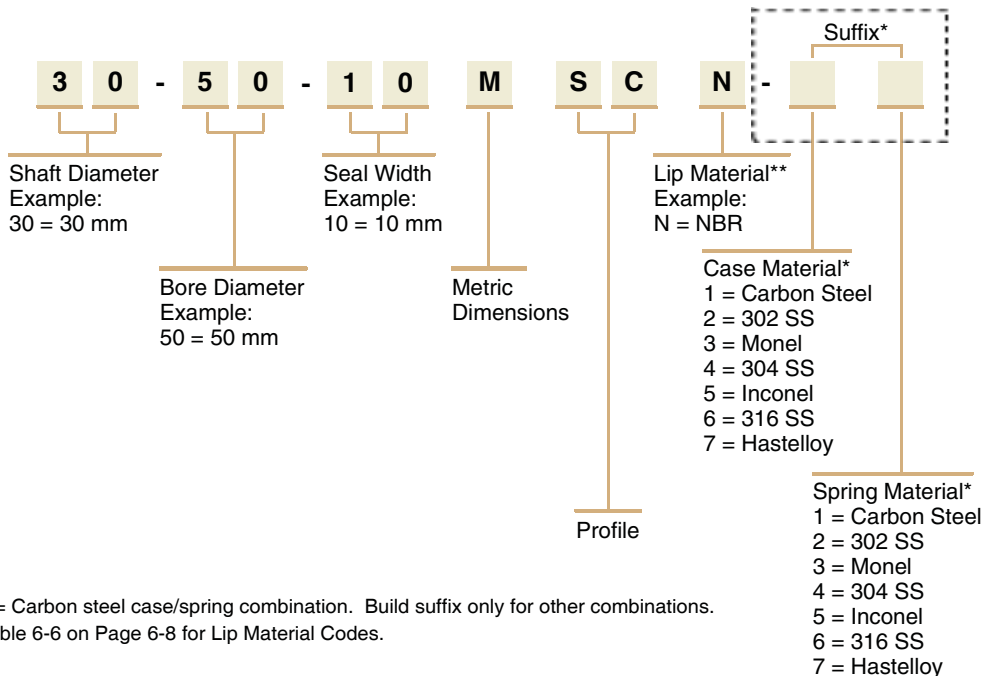 Suffix*
3 0 - 5 0 - 1 0 M S C N -
Shaft Diameter
Example:
30 = 30 mm
Seal Width
Example:
10 = 10 mm
Lip Material**
Example:
N = NBR
Bore Diameter
Example:
50 = 50 mm
Metric
Dimensions
Case Material*
1 = Carbon Steel
2 = 302 SS
3 = Monel
4 = 304 SS
5 = Inconel
6 = 316 SS
7 = Hastelloy
Profile
Spring Material*
1 = Carbon Steel
2 = 302 SS
3 = Monel
4 = 304 SS
5 = Inconel
6 = 316 SS
7 = Hastelloy
= Carbon steel case/spring combination. Build suffix only for other combinations.
ble 6-6 on Page 6-8 for Lip Material Codes.